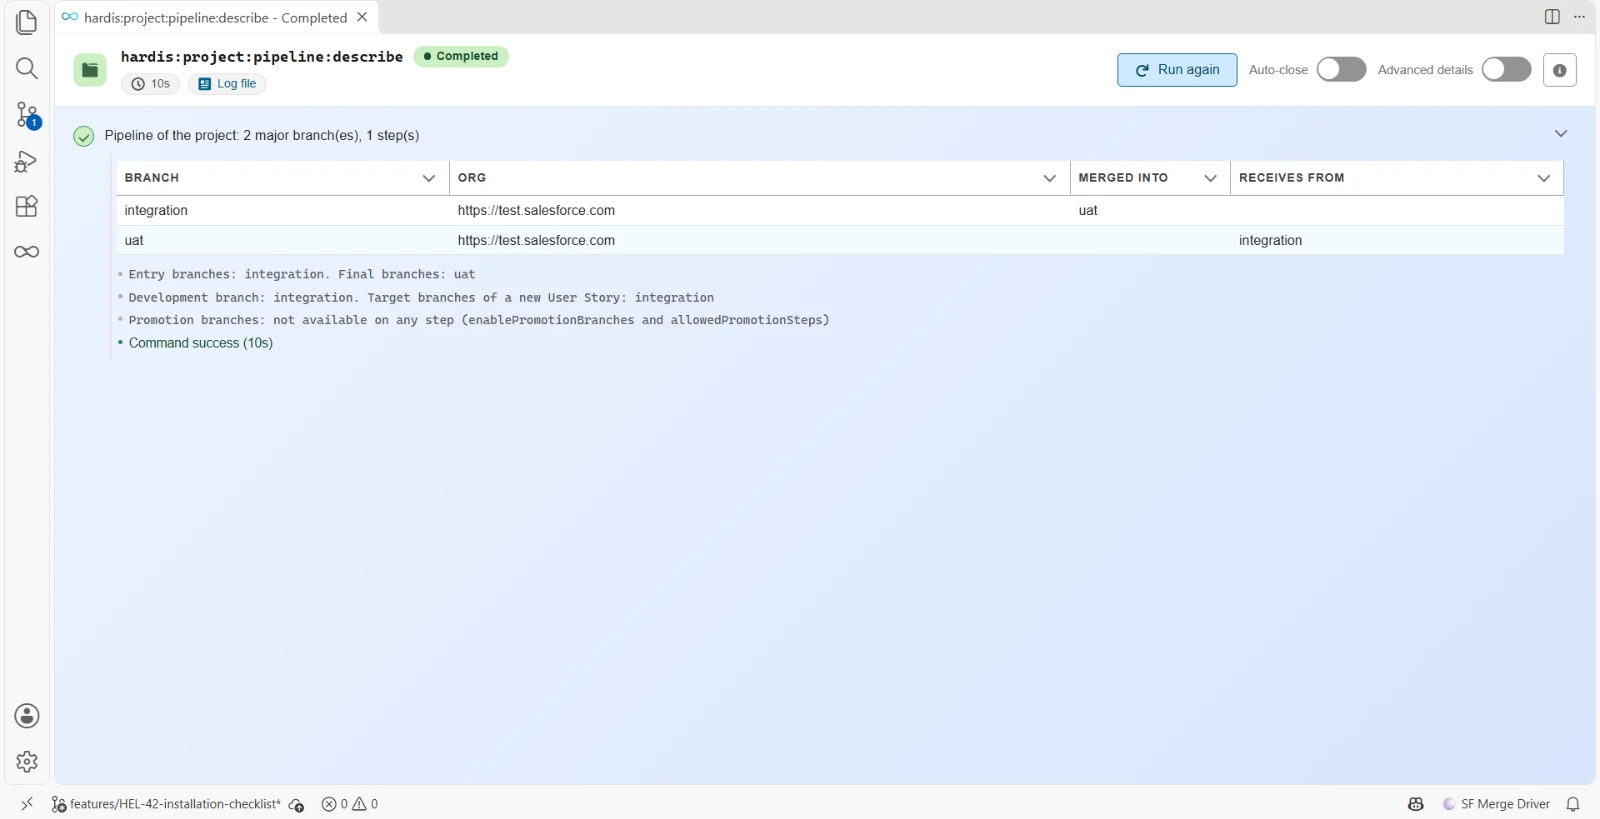 hardis:project:pipeline:describe - Completed
hardis:project:pipeline:describe
Completed
10s
Log file
Run again
Auto-close
Advanced details
1
Pipeline of the project: 2 major branch(es), 1 step(s)
BRANCH ORG MERGED INTO RECEIVES FROM
integration https://test.salesforce.com uat
uat https://test.salesforce.com integration
Entry branches: integration. Final branches: uat
Development branch: integration. Target branches of a new User Story: integration
Promotion branches: not available on any step (enablePromotionBranches and allowedPromotionSteps)
Command success (10s)
features/HEL-42-installation-checklist* 0 0 SF Merge Driver